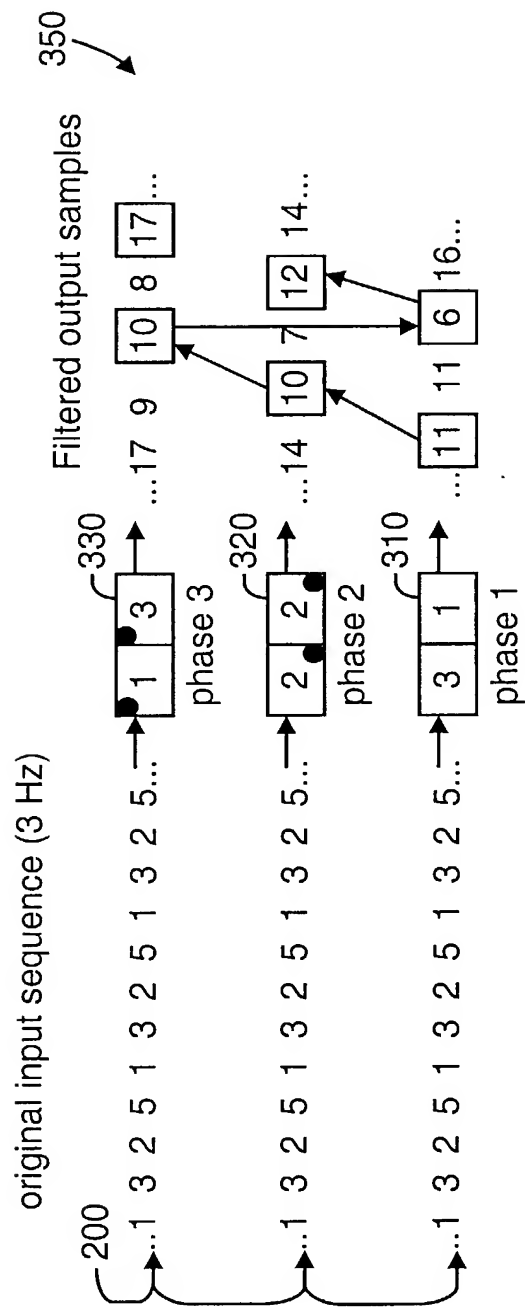 original input sequence (3 Hz)
Filtered output samples
350
200
...1 3 2 5 1 3 2 5 1 3 2 5...
1 3
330
phase 3
...17 9 10 8 17 ...
...1 3 2 5 1 3 2 5 1 3 2 5...
2 2
320
phase 2
...14 10 7 12 14...
...1 3 2 5 1 3 2 5 1 3 2 5...
3 1
310
phase 1
... 11 11 6 16...